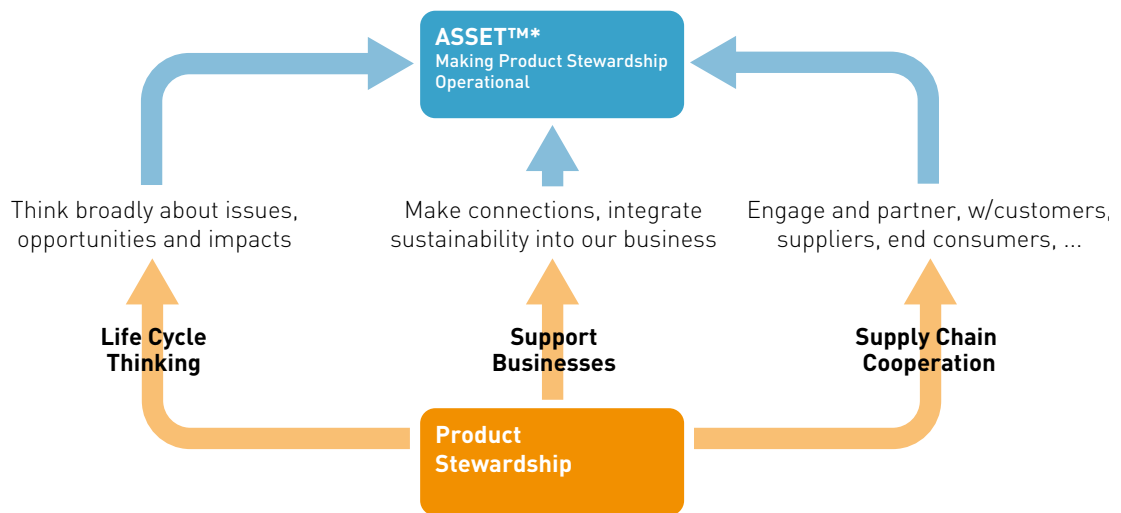 ASSET™*
Making Product Stewardship
Operational
Think broadly about issues,
opportunities and impacts
Make connections, integrate
sustainability into our business
Engage and partner, w/customers,
suppliers, end consumers, ...
Life Cycle
Thinking
Support
Businesses
Supply Chain
Cooperation
Product
Stewardship